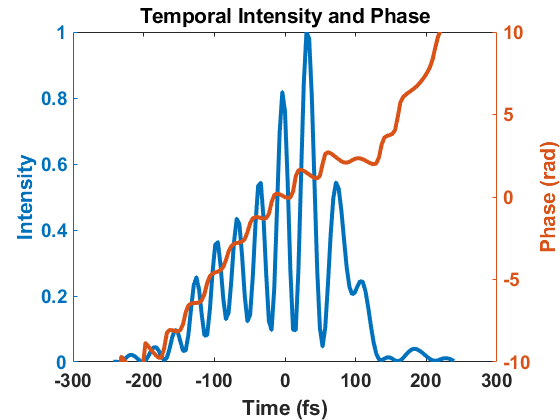 Temporal Intensity and Phase
1
0.8
0.6
0.4
0.2
0
Intensity
10
5
0
-5
-10
Phase (rad)
-300 -200 -100 0 100 200 300
Time (fs)